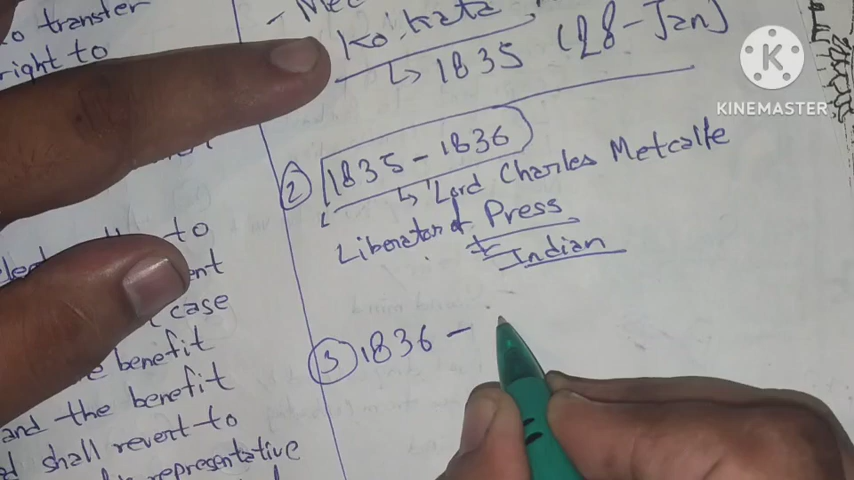 to transfer
right to
to
ent
case
benefit
and the benefit
shall revert to
representative
Kolkata
↳ 1835 (28-Jan)
② 1835 - 1836
↳ Lord Charles Metcalfe
Liberator of Press
Indian
③ 1836 -
KINEMASTER